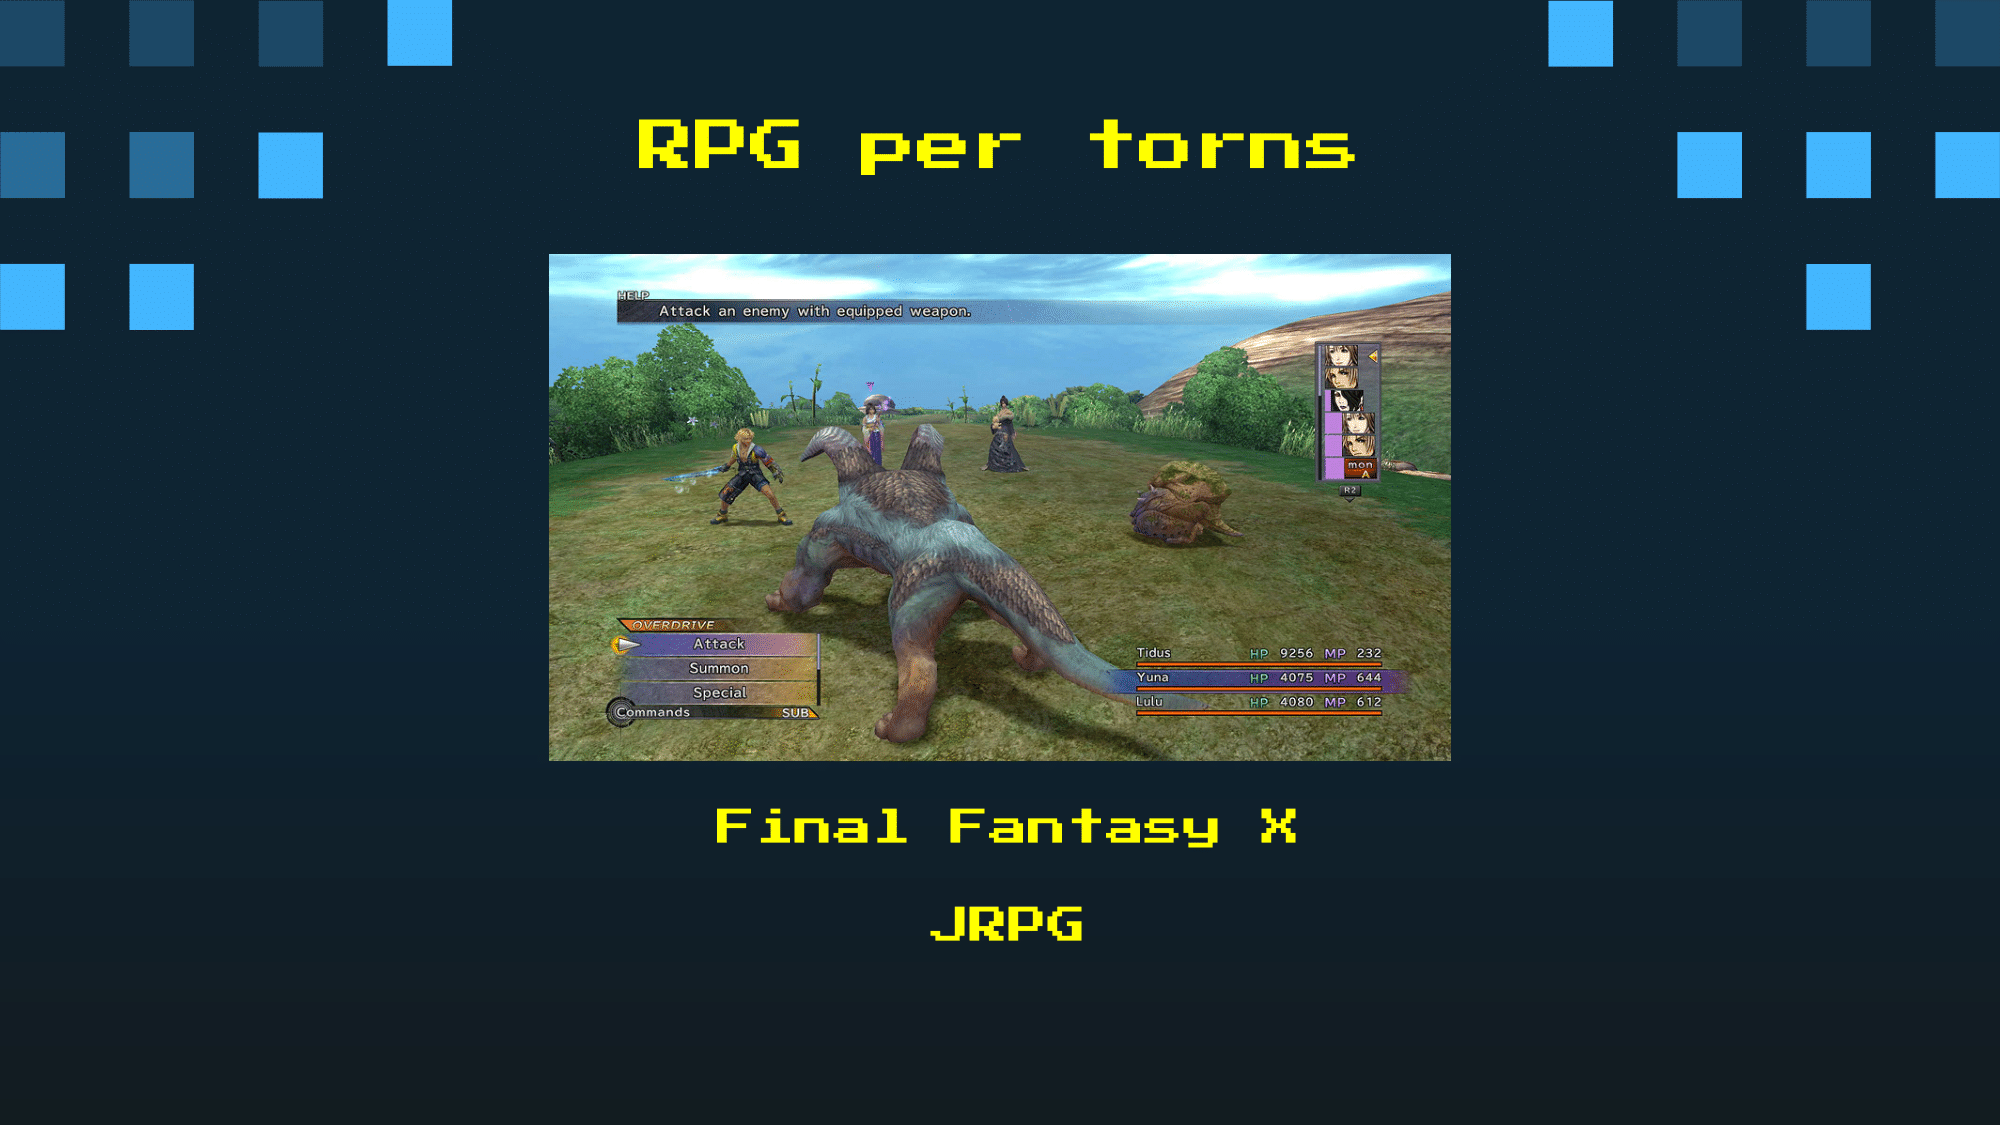 RPG per torns
HELP
Attack an enemy with equipped weapon.
mon
A
R2
OVERDRIVE
Attack
Summon
Special
Commands SUB
Tidus HP 9256 MP 232
Yuna HP 4075 MP 644
Lulu HP 4080 MP 612
Final Fantasy X
JRPG